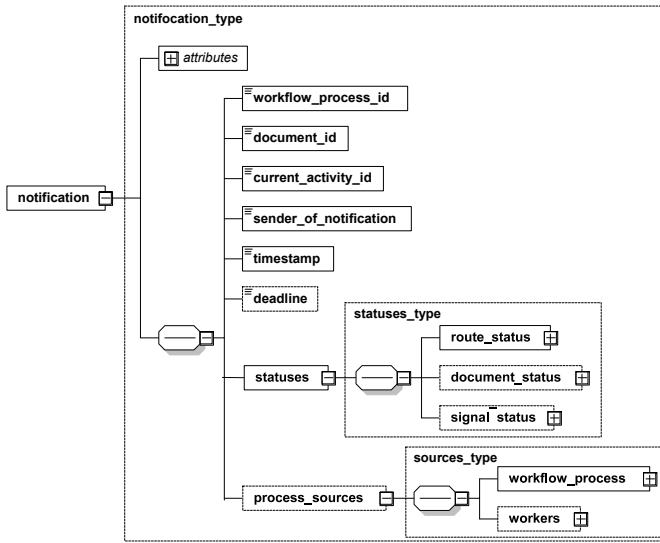 notifocation_type
attributes
workflow_process_id
document_id
current_activity_id
notification
sender_of_notification
timestamp
deadline
statuses_type
route_status
statuses
document_status
signal_status
sources_type
workflow_process
process_sources
workers